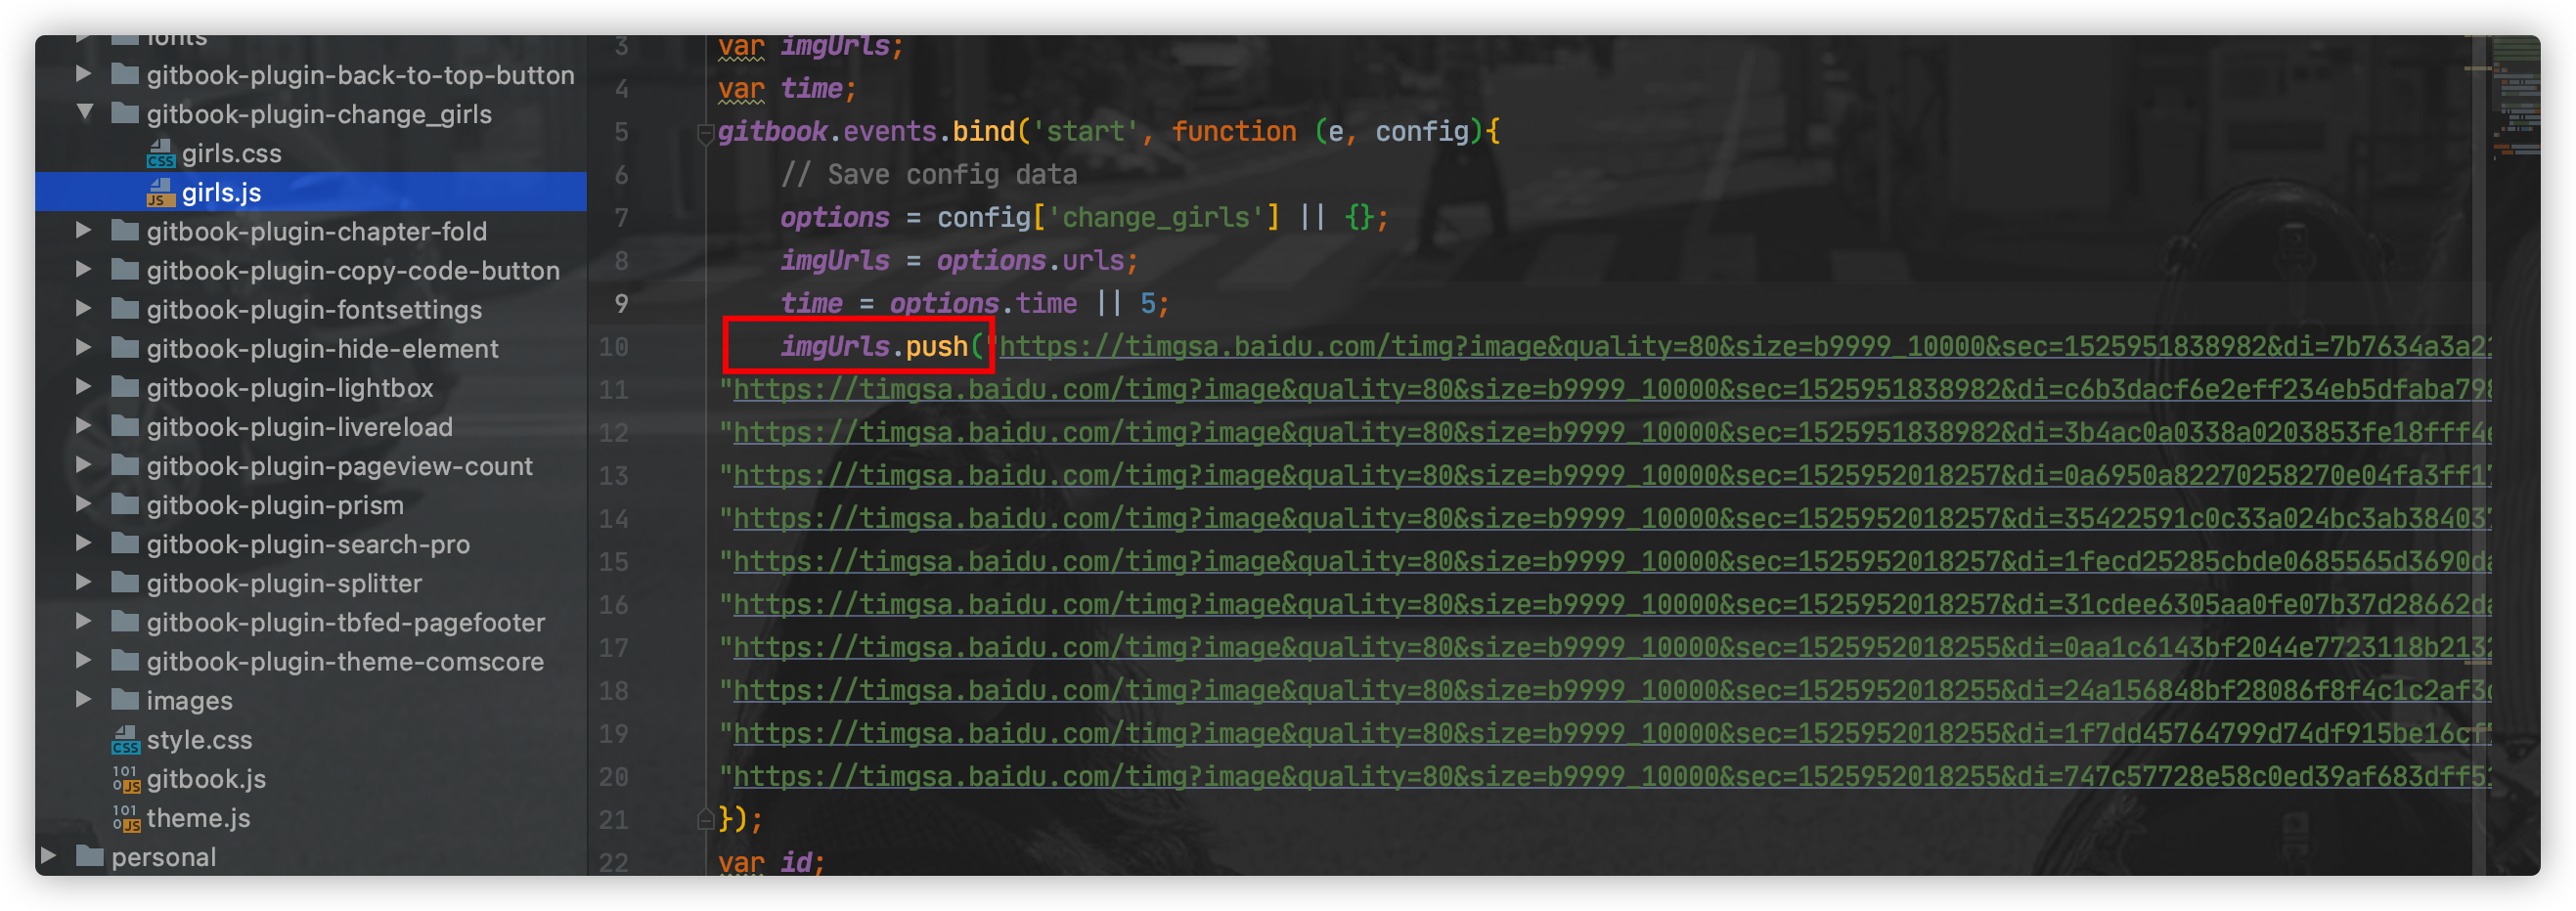 fonts
gitbook-plugin-back-to-top-button
gitbook-plugin-change_girls
girls.css
girls.js
gitbook-plugin-chapter-fold
gitbook-plugin-copy-code-button
gitbook-plugin-fontsettings
gitbook-plugin-hide-element
gitbook-plugin-lightbox
gitbook-plugin-livereload
gitbook-plugin-pageview-count
gitbook-plugin-prism
gitbook-plugin-search-pro
gitbook-plugin-splitter
gitbook-plugin-tbfed-pagefooter
gitbook-plugin-theme-comscore
images
style.css
gitbook.js
theme.js
personal
3 var imgUrls;
4 var time;
5 gitbook.events.bind('start', function (e, config){
6 // Save config data
7 options = config['change_girls'] || {};
8 imgUrls = options.urls;
9 time = options.time || 5;
10 imgUrls.push("https://timgsa.baidu.com/timg?image&quality=80&size=b9999_10000&sec=1525951838982&di=7b7634a3a2
11 "https://timgsa.baidu.com/timg?image&quality=80&size=b9999_10000&sec=1525951838982&di=c6b3dacf6e2eff234eb5dfaba798
12 "https://timgsa.baidu.com/timg?image&quality=80&size=b9999_10000&sec=1525951838982&di=3b4ac0a0338a0203853fe18fff4e
13 "https://timgsa.baidu.com/timg?image&quality=80&size=b9999_10000&sec=1525952018257&di=0a6950a82270258270e04fa3ff17
14 "https://timgsa.baidu.com/timg?image&quality=80&size=b9999_10000&sec=1525952018257&di=35422591c0c33a024bc3ab384037
15 "https://timgsa.baidu.com/timg?image&quality=80&size=b9999_10000&sec=1525952018257&di=1fecd25285cbde0685565d3690da
16 "https://timgsa.baidu.com/timg?image&quality=80&size=b9999_10000&sec=1525952018257&di=31cdee6305aa0fe07b37d28662da
17 "https://timgsa.baidu.com/timg?image&quality=80&size=b9999_10000&sec=1525952018255&di=0aa1c6143bf2044e7723118b2132
18 "https://timgsa.baidu.com/timg?image&quality=80&size=b9999_10000&sec=1525952018255&di=24a156848bf28086f8f4c1c2af3
19 "https://timgsa.baidu.com/timg?image&quality=80&size=b9999_10000&sec=1525952018255&di=1f7dd45764799d74df915be16cf
20 "https://timgsa.baidu.com/timg?image&quality=80&size=b9999_10000&sec=1525952018255&di=747c57728e58c0ed39af683dff5
21 });
22 var id;